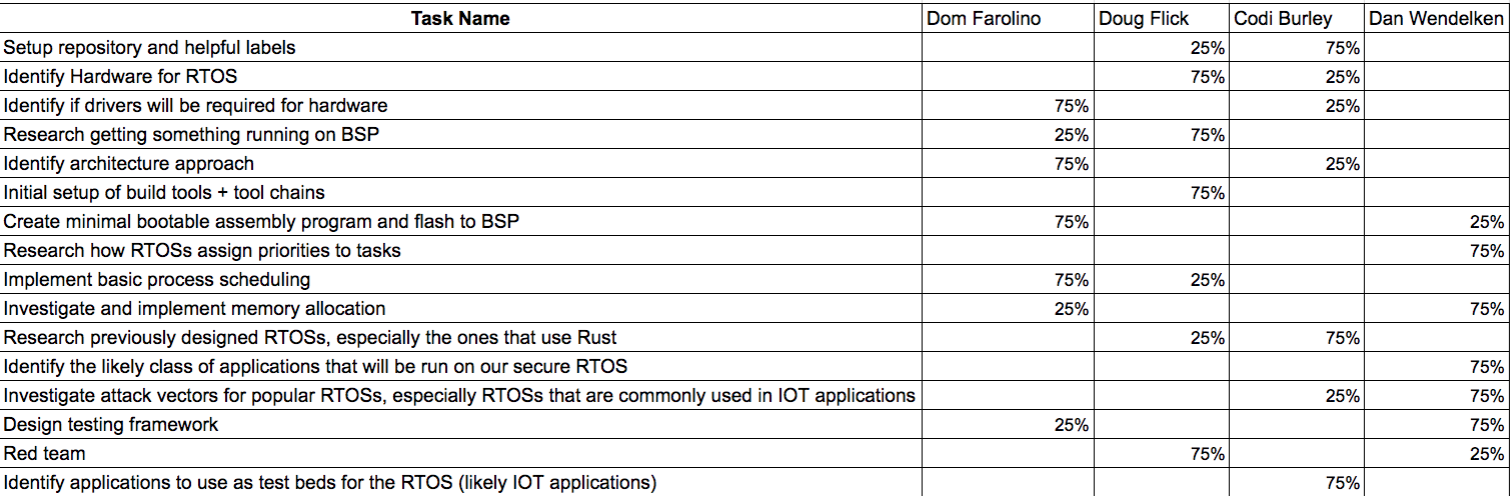 Task Name Dom Farolino Doug Flick Codi Burley Dan Wendelken
Setup repository and helpful labels 25% 75%
Identify Hardware for RTOS 75% 25%
Identify if drivers will be required for hardware 75% 25%
Research getting something running on BSP 25% 75%
Identify architecture approach 75% 25%
Initial setup of build tools + tool chains 75%
Create minimal bootable assembly program and flash to BSP 75% 25%
Research how RTOSs assign priorities to tasks 75%
Implement basic process scheduling 75% 25%
Investigate and implement memory allocation 25% 75%
Research previously designed RTOSs, especially the ones that use Rust 25% 75%
Identify the likely class of applications that will be run on our secure RTOS 75%
Investigate attack vectors for popular RTOSs, especially RTOSs that are commonly used in IOT applications 25% 75%
Design testing framework 25% 75%
Red team 75% 25%
Identify applications to use as test beds for the RTOS (likely IOT applications) 75%